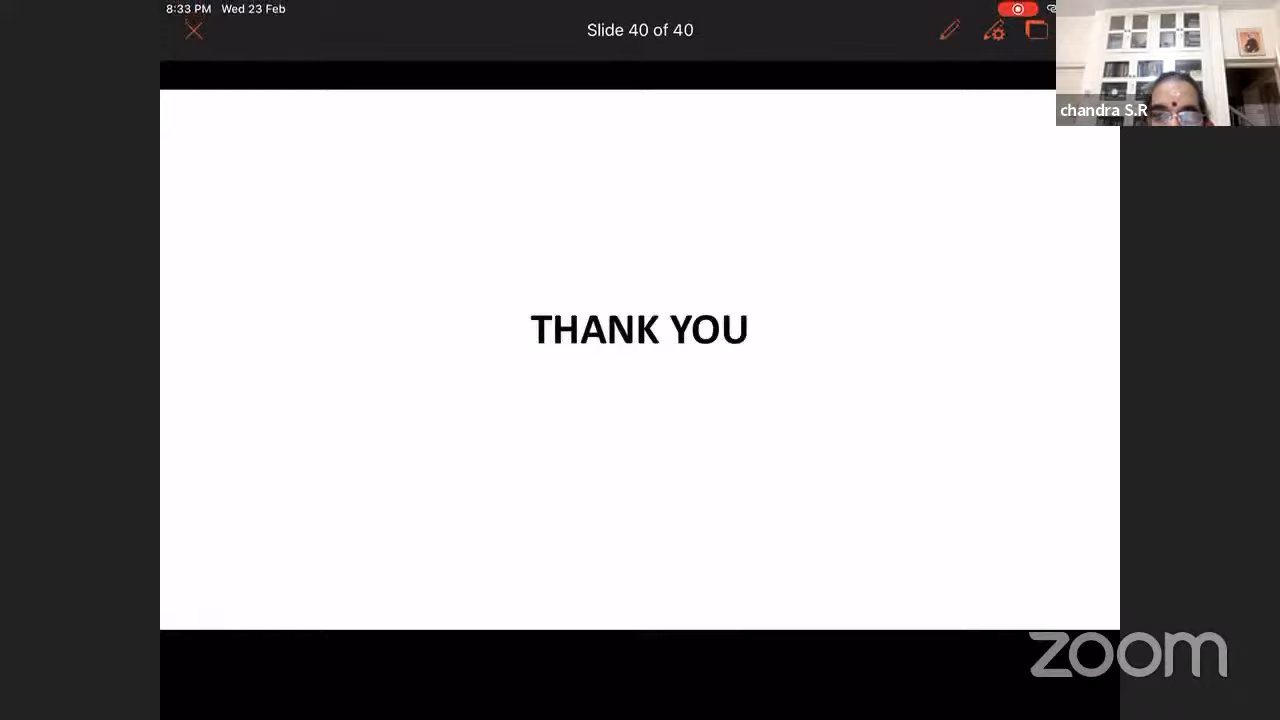 8:33 PM Wed 23 Feb
Slide 40 of 40
chandra S.R
THANK YOU
zoom